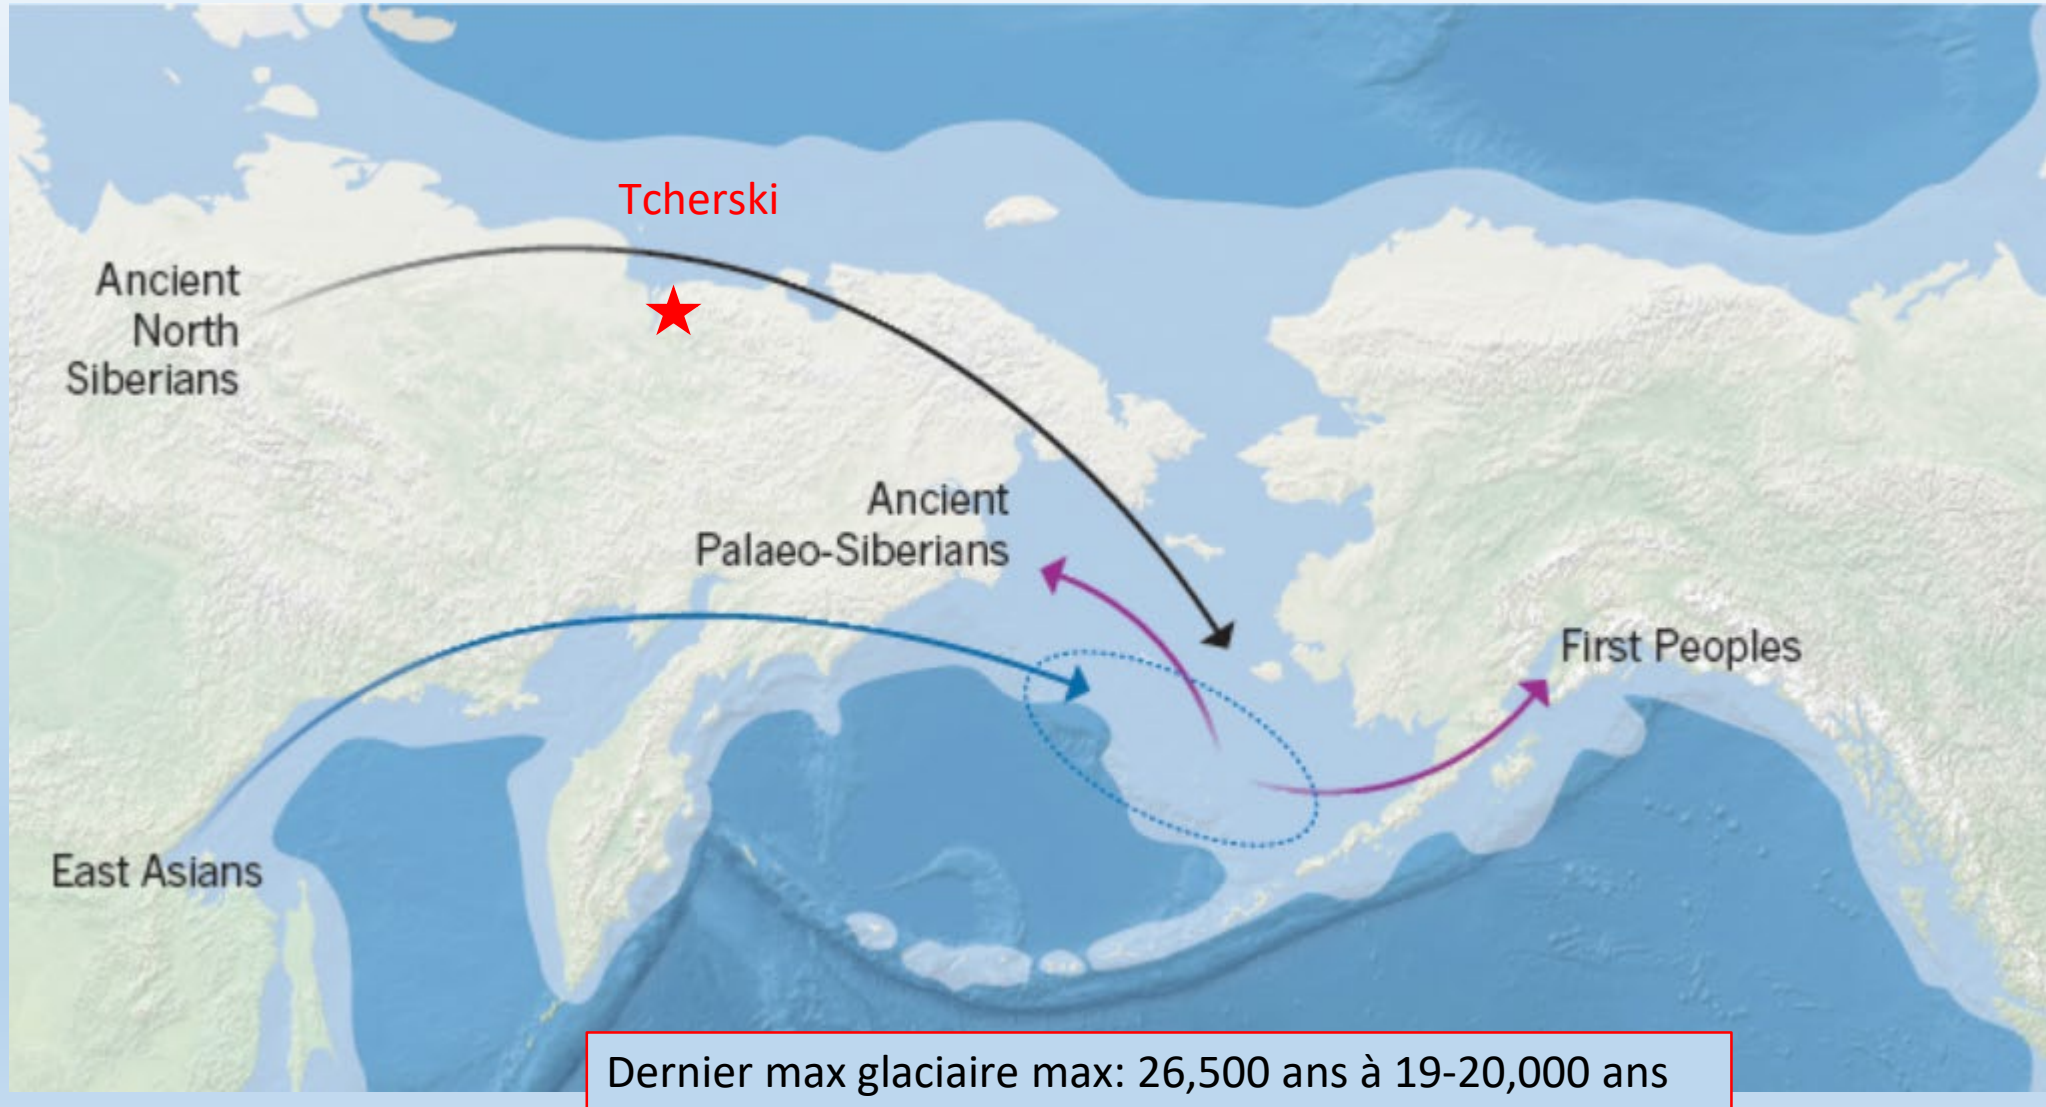 Tcherski
Ancient
North
Siberians
Ancient
Palaeo-Siberians
First Peoples
East Asians
Dernier max glaciaire max: 26,500 ans à 19-20,000 ans